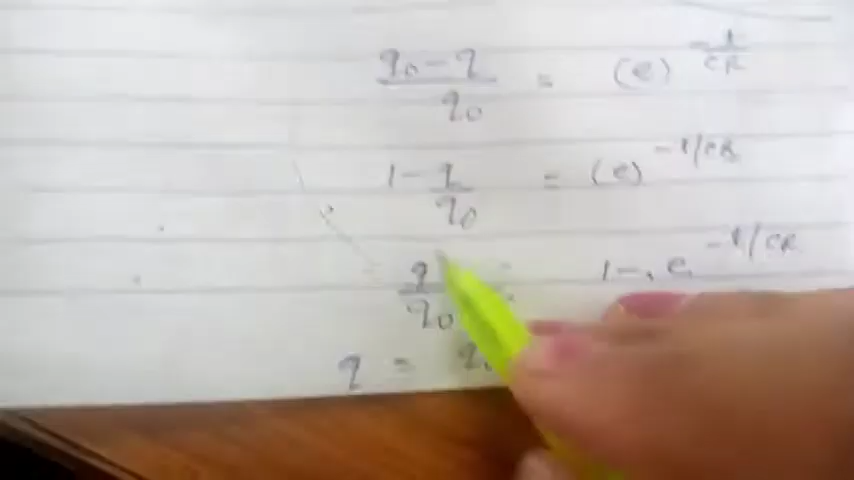 q₀ - q / q₀ = (e)^-t/CR
1 - q/q₀ = (e)^-t/CR
q/q₀ = 1 - e^-t/CR
q = q₀